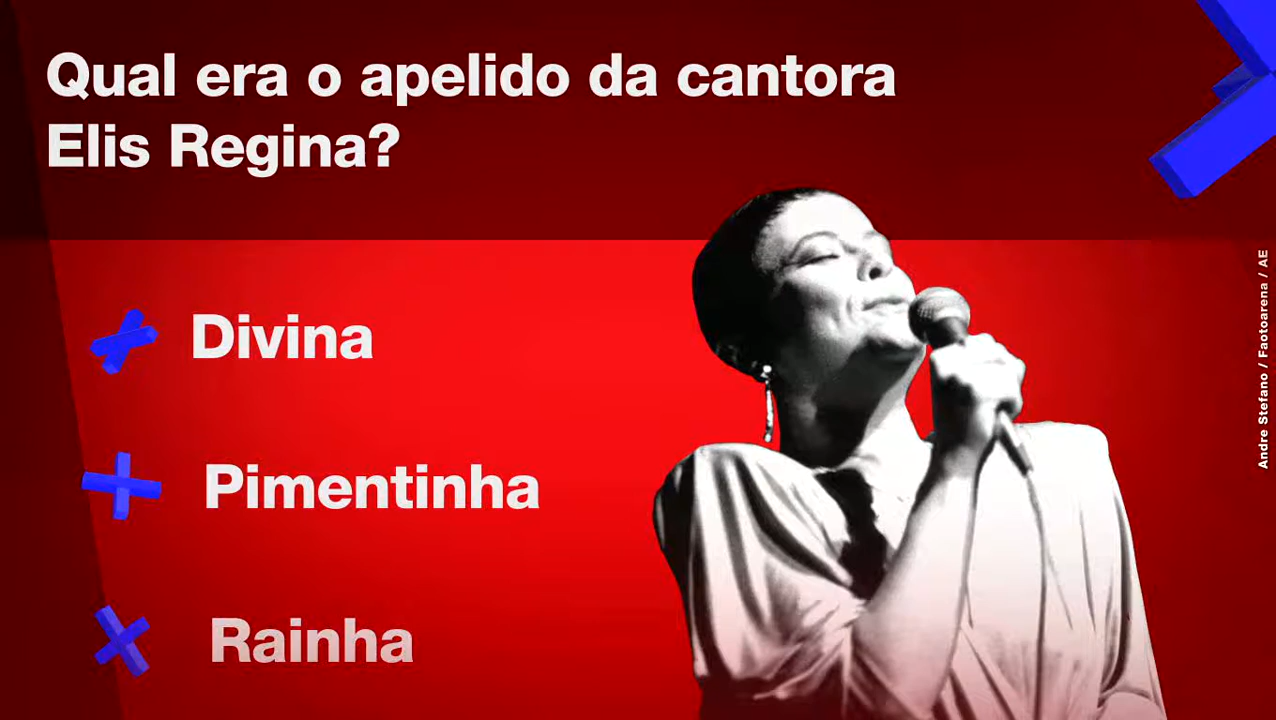 Qual era o apelido da cantora
Elis Regina?
Divina
Pimentinha
Rainha
Andre Stefano / Faotoarena / AE